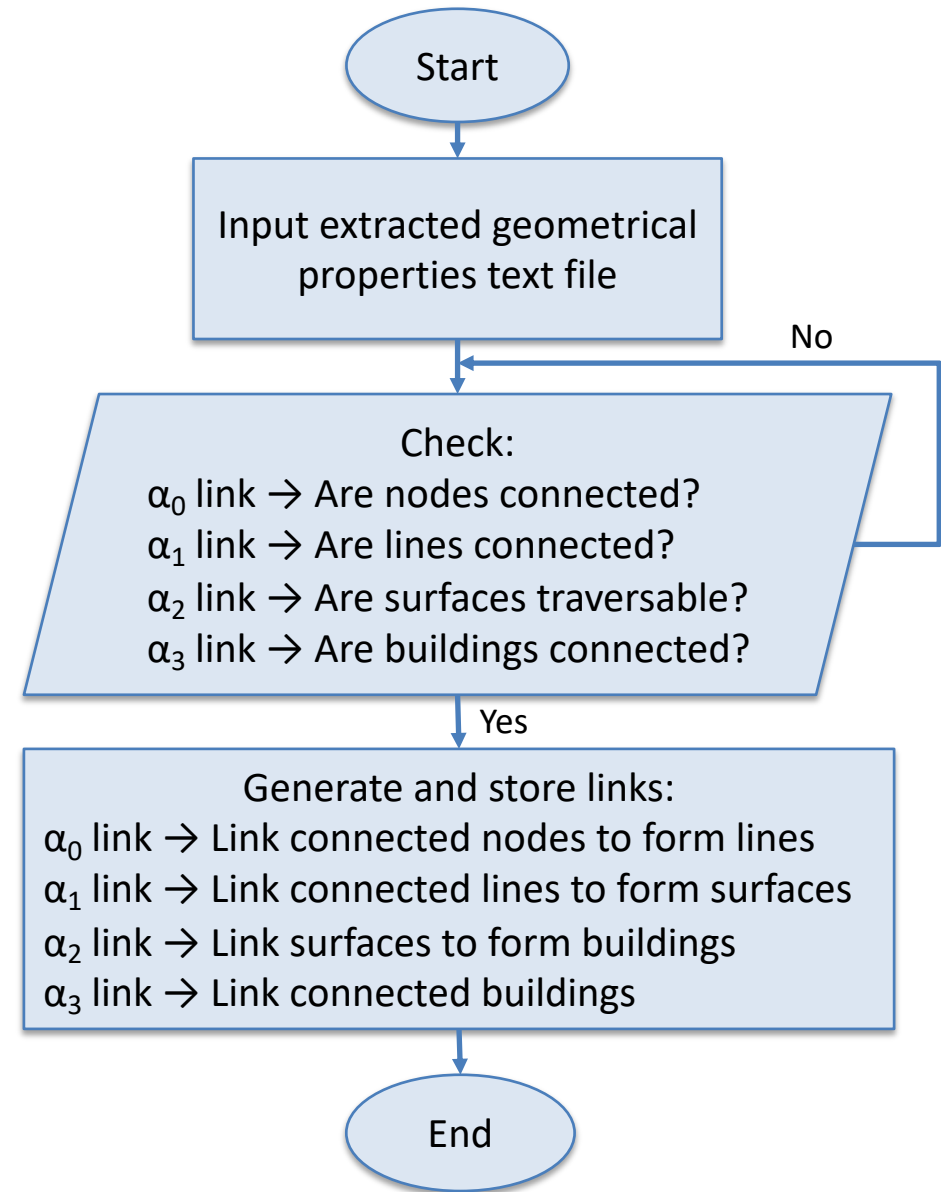 Start
Input extracted geometrical
properties text file
No
Check:
α₀ link → Are nodes connected?
α₁ link → Are lines connected?
α₂ link → Are surfaces traversable?
α₃ link → Are buildings connected?
Yes
Generate and store links:
α₀ link → Link connected nodes to form lines
α₁ link → Link connected lines to form surfaces
α₂ link → Link surfaces to form buildings
α₃ link → Link connected buildings
End